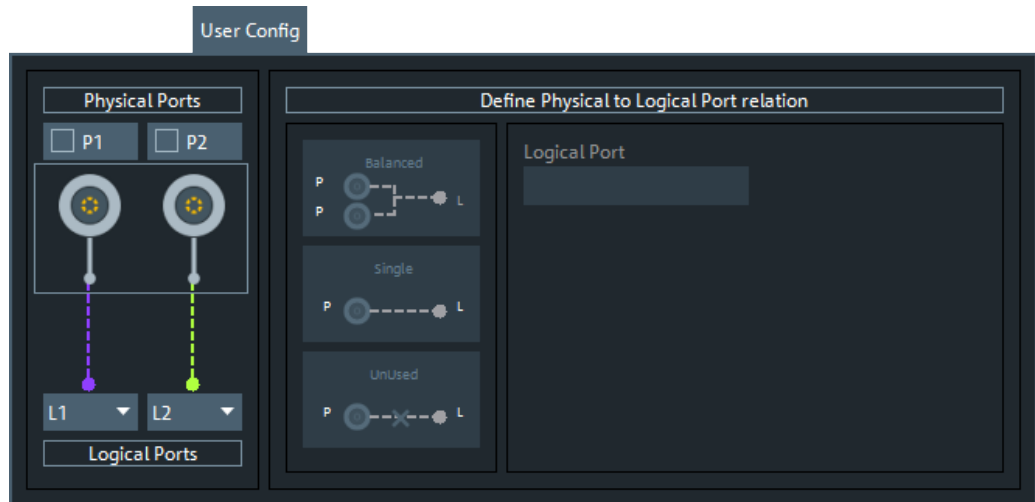 User Config
Physical Ports
P1
P2
L1
L2
Logical Ports
Define Physical to Logical Port relation
Balanced
P
P
L
Single
P
L
UnUsed
P
L
Logical Port